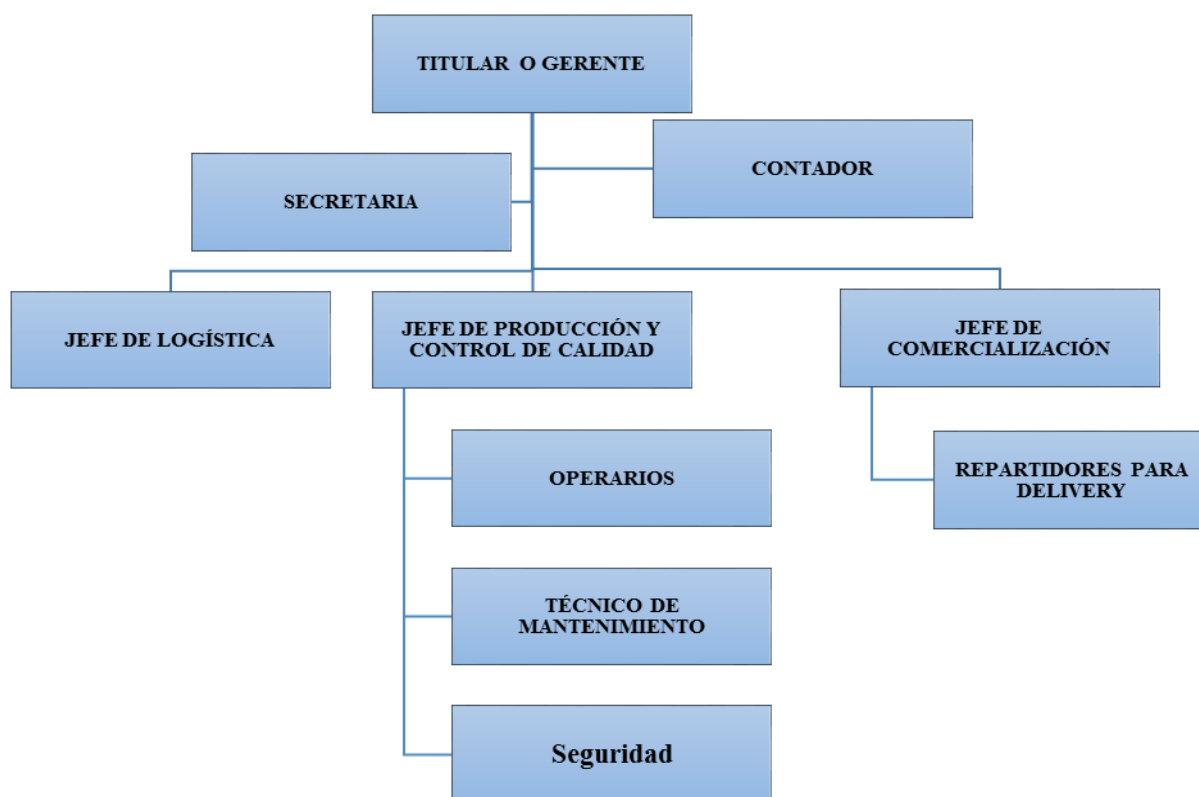 TITULAR O GERENTE
CONTADOR
SECRETARIA
JEFE DE LOGÍSTICA
JEFE DE PRODUCCIÓN Y
CONTROL DE CALIDAD
JEFE DE
COMERCIALIZACIÓN
OPERARIOS
REPARTIDORES PARA
DELIVERY
TÉCNICO DE
MANTENIMIENTO
Seguridad